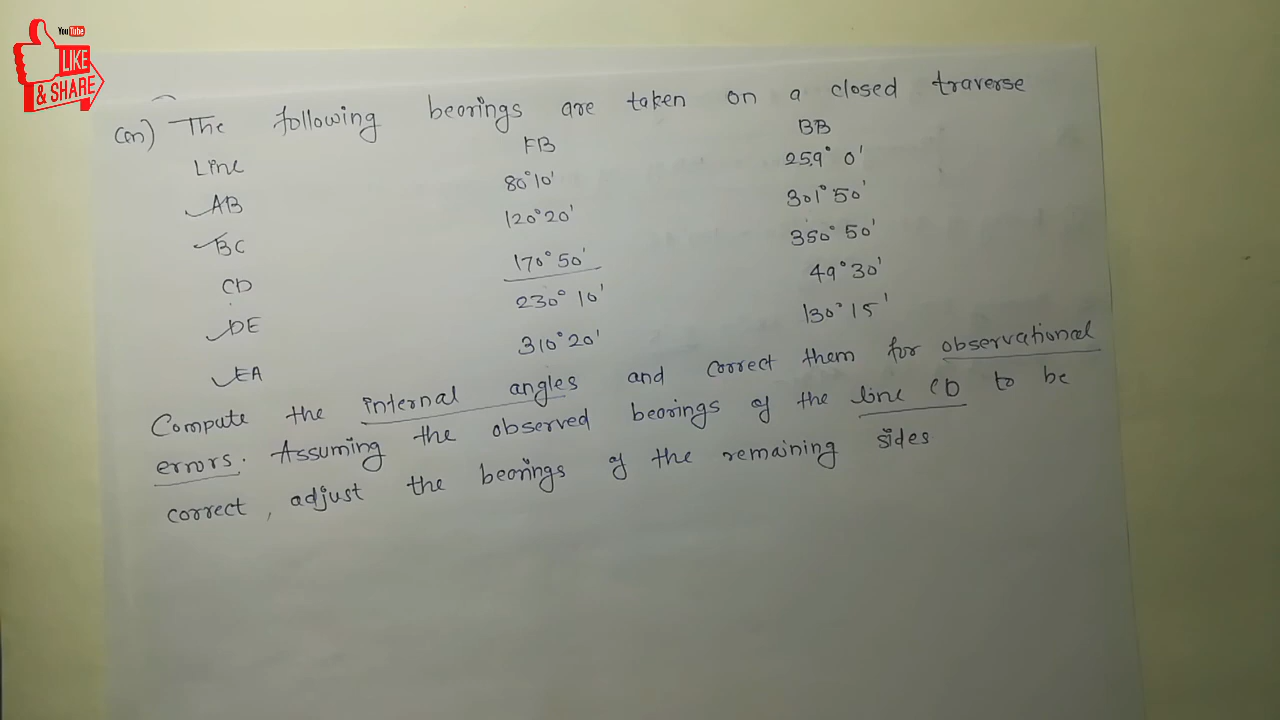 YouTube
LIKE
& SHARE
(m) The following bearings are taken on a closed traverse
Line FB BB
AB 80°10' 259° 0'
BC 120°20' 301°50'
CD 170°50' 350° 50'
DE 230° 10' 49°30'
EA 310°20' 130°15'
Compute the internal angles and correct them for observational
errors. Assuming the observed bearings of the line CD to be
correct, adjust the bearings of the remaining sides